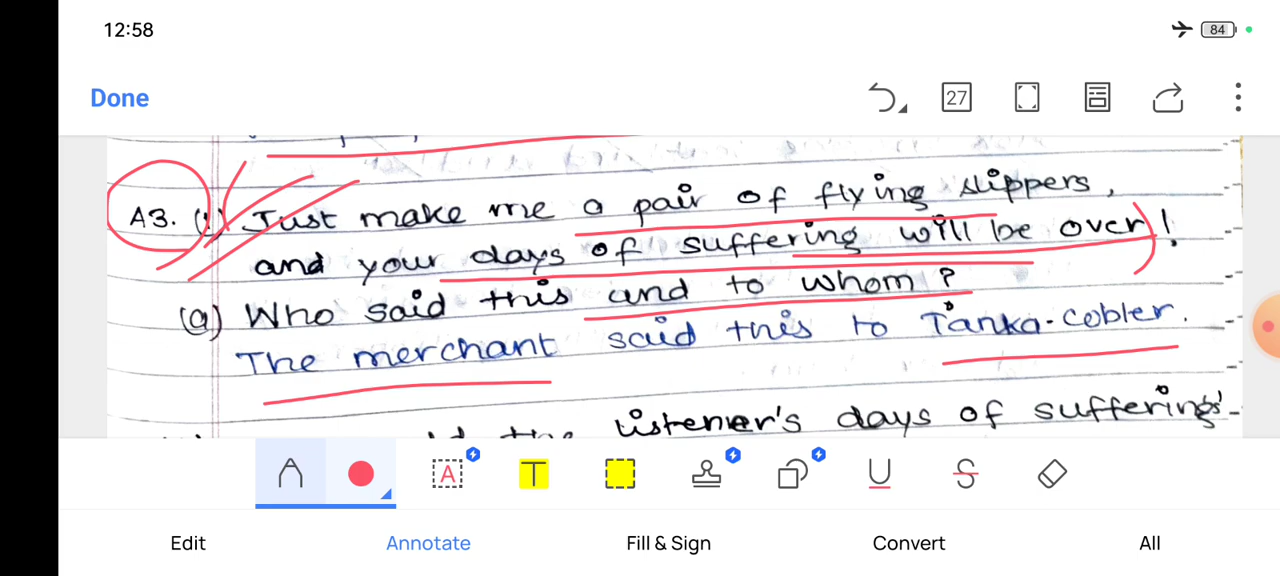 12:58
84
Done
27
A3. (i) Just make me a pair of flying slippers,
and your days of suffering will be over!
(a) Who said this and to whom?
The merchant said this to Tanka-cobler.
the listener's days of sufferings'-
A
T
U
S
Edit
Annotate
Fill & Sign
Convert
All